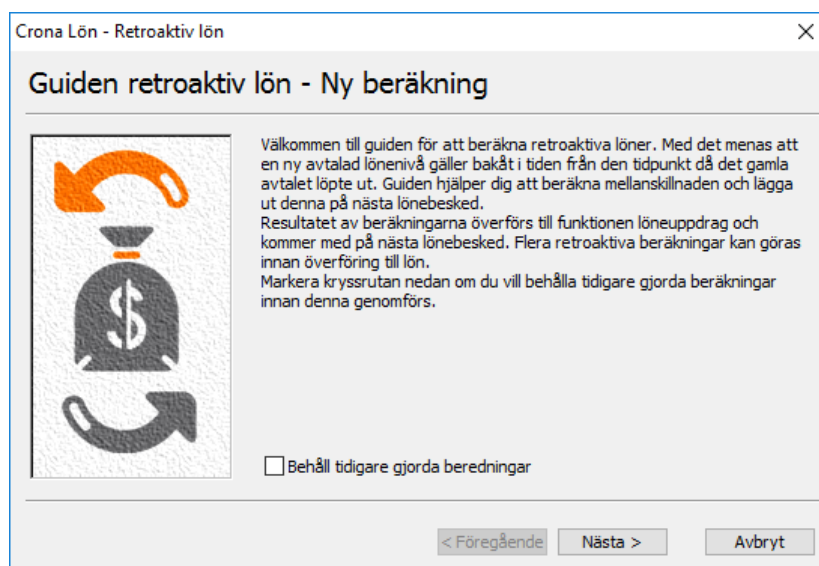 Crona Lön - Retroaktiv lön
Guiden retroaktiv lön - Ny beräkning
Välkommen till guiden för att beräkna retroaktiva löner. Med det menas att
en ny avtalad lönenivå gäller bakåt i tiden från den tidpunkt då det gamla
avtalet löpte ut. Guiden hjälper dig att beräkna mellanskillnaden och lägga
ut denna på nästa lönebesked.
Resultatet av beräkningarna överförs till funktionen löneuppdrag och
kommer med på nästa lönebesked. Flera retroaktiva beräkningar kan göras
innan överföring till lön.
Markera kryssrutan nedan om du vill behålla tidigare gjorda beräkningar
innan denna genomförs.
$
Behåll tidigare gjorda beredningar
< Föregående Nästa > Avbryt